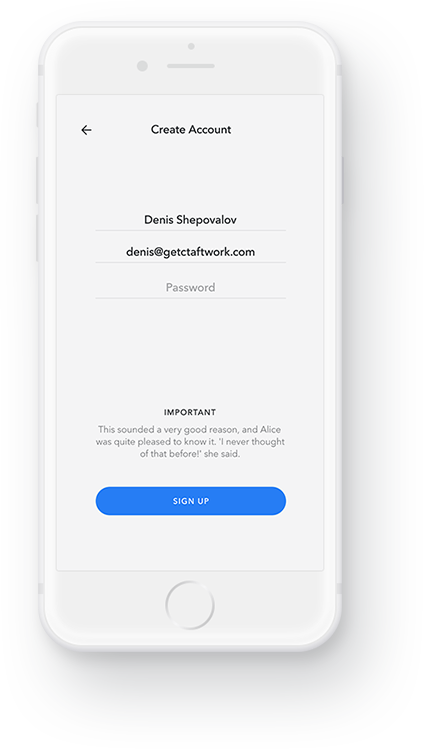 Create Account
Denis Shepovalov
denis@getctaftwork.com
Password
IMPORTANT
This sounded a very good reason, and Alice
was quite pleased to know it. 'I never thought
of that before!' she said.
SIGN UP